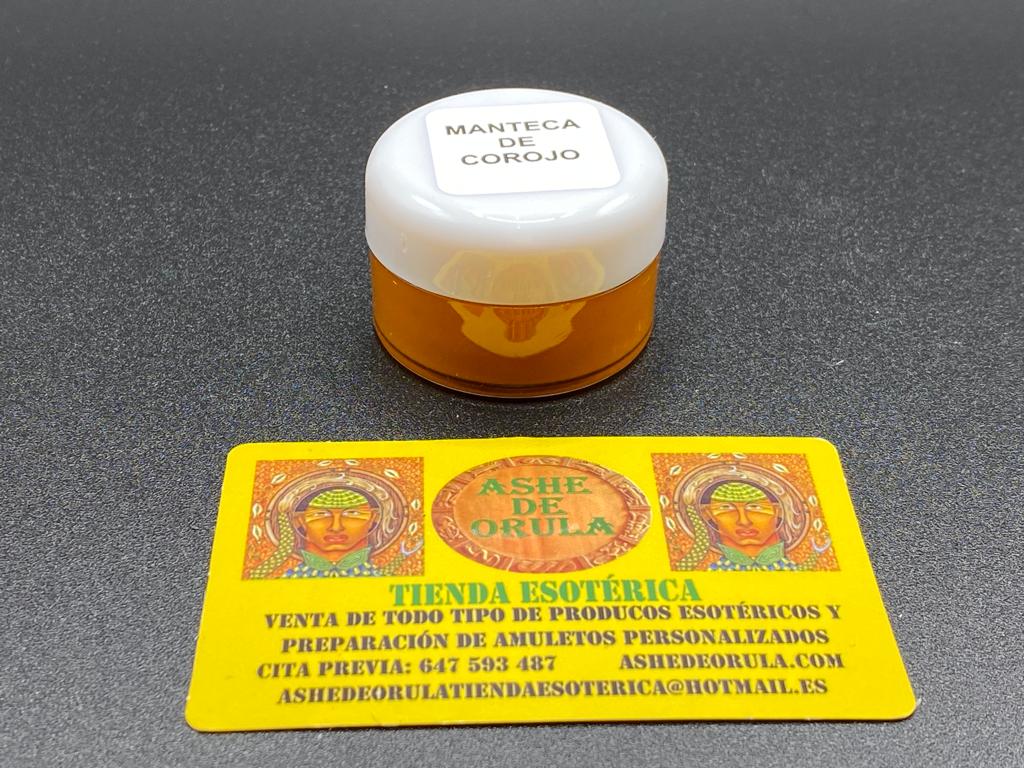 MANTECA
DE
COROJO
ASHE
DE
ORULA
TIENDA ESOTÉRICA
VENTA DE TODO TIPO DE PRODUCOS ESOTÉRICOS Y
PREPARACIÓN DE AMULETOS PERSONALIZADOS
CITA PREVIA: 647 593 487 ASHEDEORULA.COM
ASHEDEORULATIENDAESOTERICA@HOTMAIL.ES